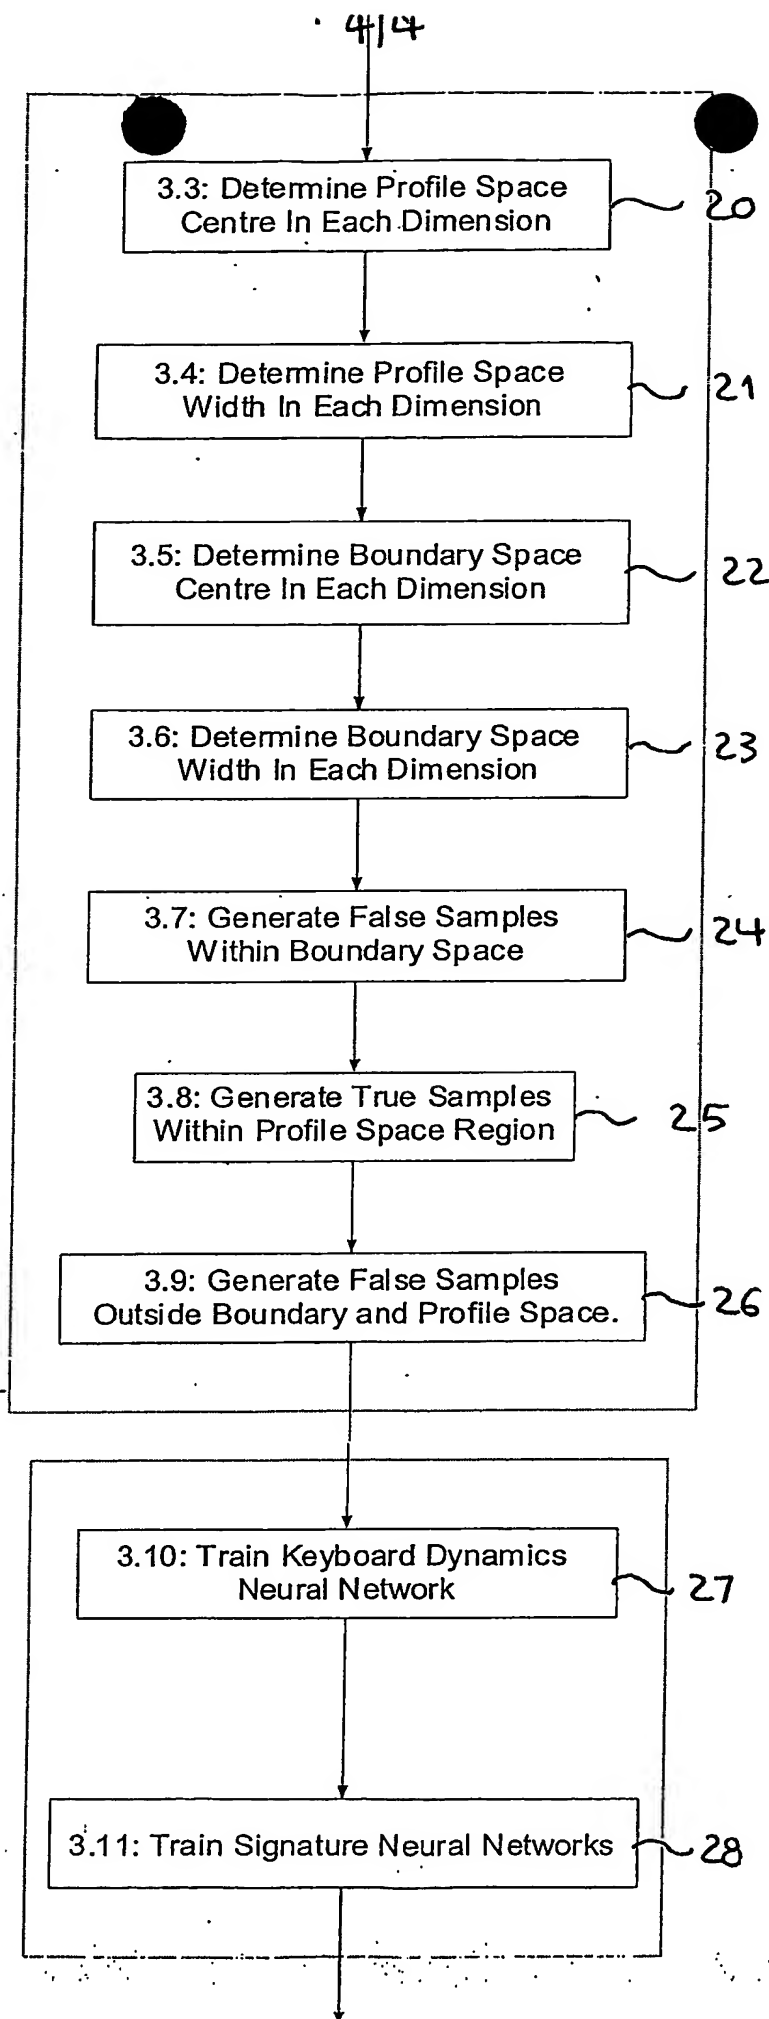 4/4
3.3: Determine Profile Space
Centre In Each Dimension
20
3.4: Determine Profile Space
Width In Each Dimension
21
3.5: Determine Boundary Space
Centre In Each Dimension
22
3.6: Determine Boundary Space
Width In Each Dimension
23
3.7: Generate False Samples
Within Boundary Space
24
3.8: Generate True Samples
Within Profile Space Region
25
3.9: Generate False Samples
Outside Boundary and Profile Space.
26
3.10: Train Keyboard Dynamics
Neural Network
27
3.11: Train Signature Neural Networks
28